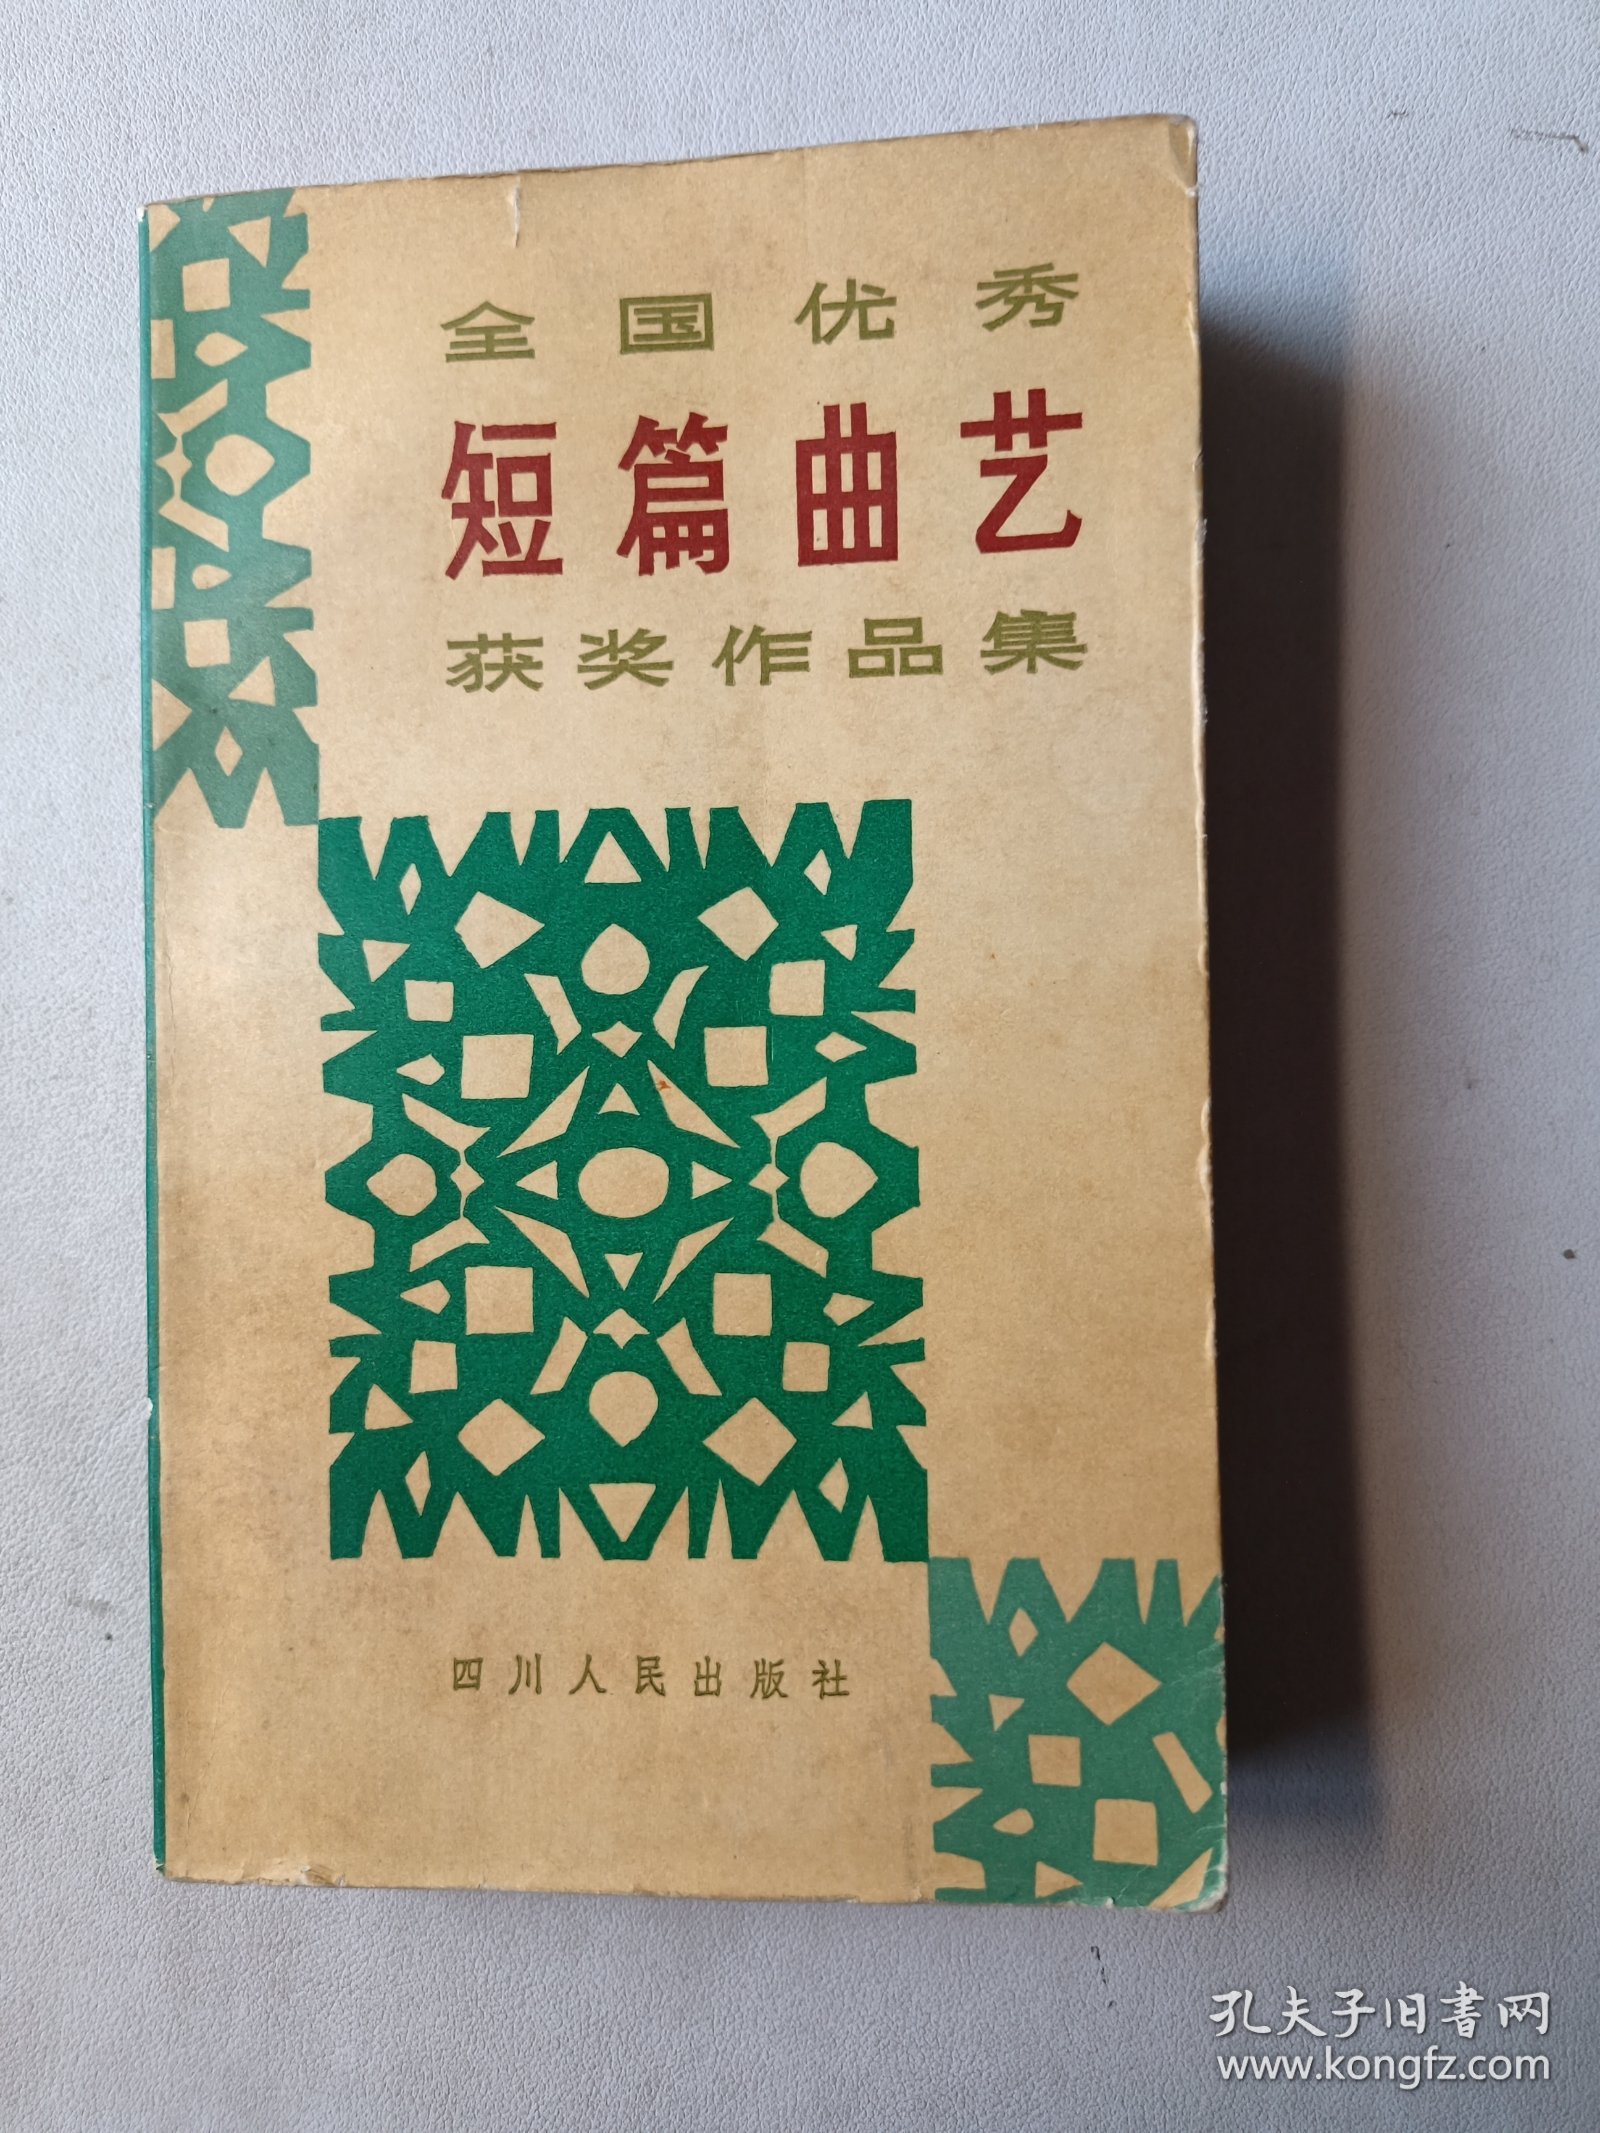 全国优秀
短篇曲艺
获奖作品集
四川人民出版社
孔夫子旧书网
www.kongfz.com